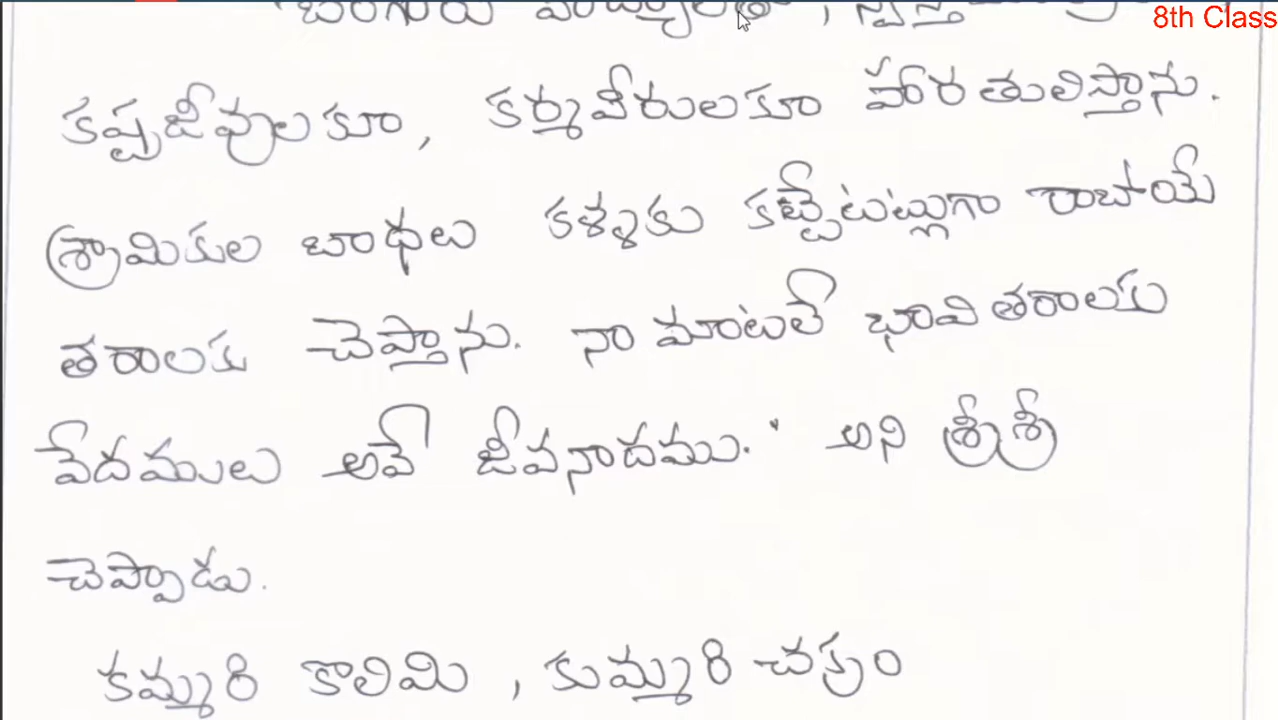 8th Class
కష్టజీవులకూ, కర్మవీరులకూ హారతులిస్తాను.
శ్రామికుల బాధలు కళ్ళకు కట్టేటట్లుగా రాబోయే
తరాలకు చెప్తాను. నా మాటలే భావితరాలకు
వేదములు అవే జీవనాదము." అని శ్రీశ్రీ
చెప్పాడు.
కమ్మరి కొలిమి, కుమ్మరి చక్రం